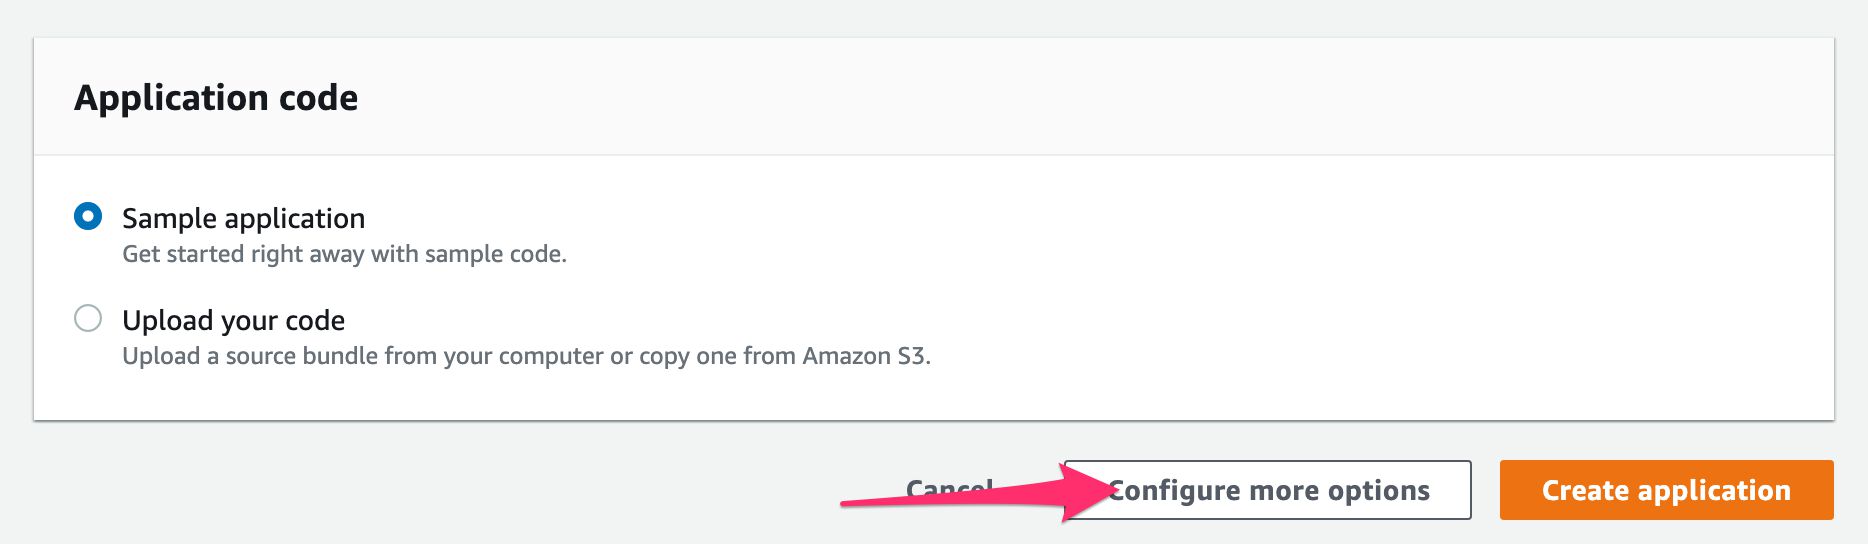 Application code
Sample application
Get started right away with sample code.
Upload your code
Upload a source bundle from your computer or copy one from Amazon S3.
Cancel Configure more options Create application